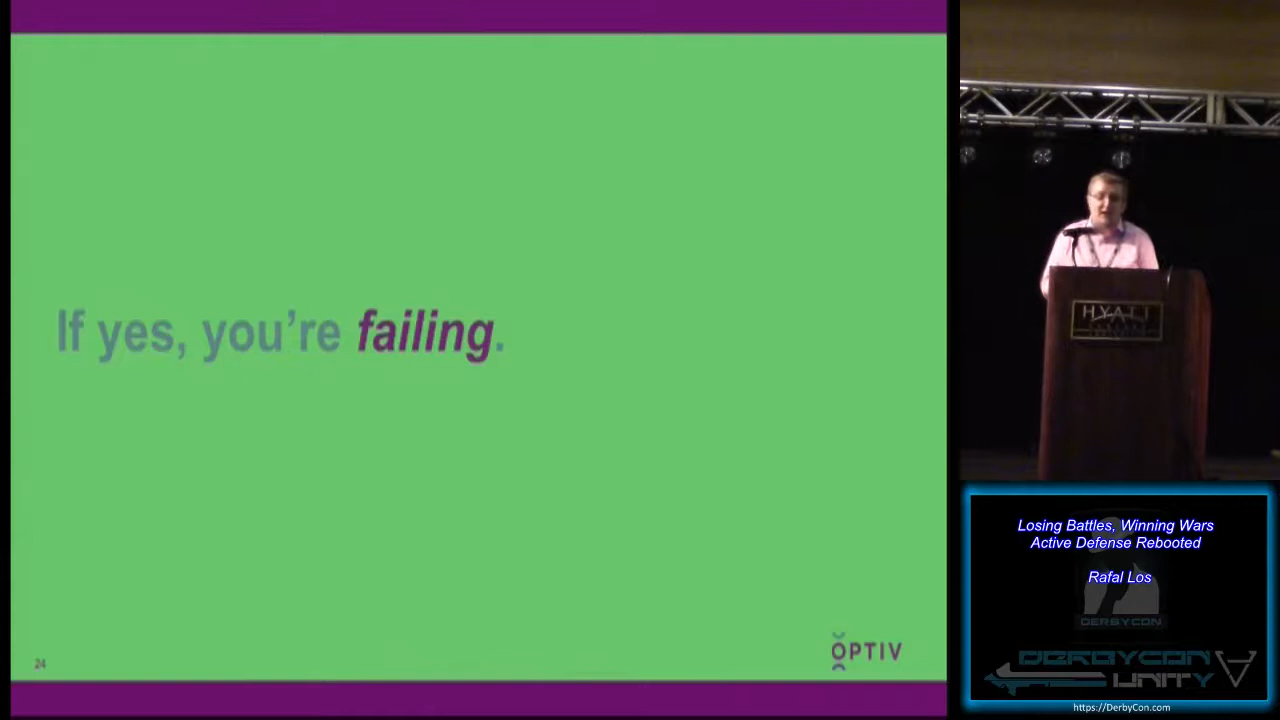 If yes, you're failing.
24
OPTIV
HYATT
Losing Battles, Winning Wars
Active Defense Rebooted
Rafal Los
DERBYCON
DERBYCON
UNITY
https://DerbyCon.com